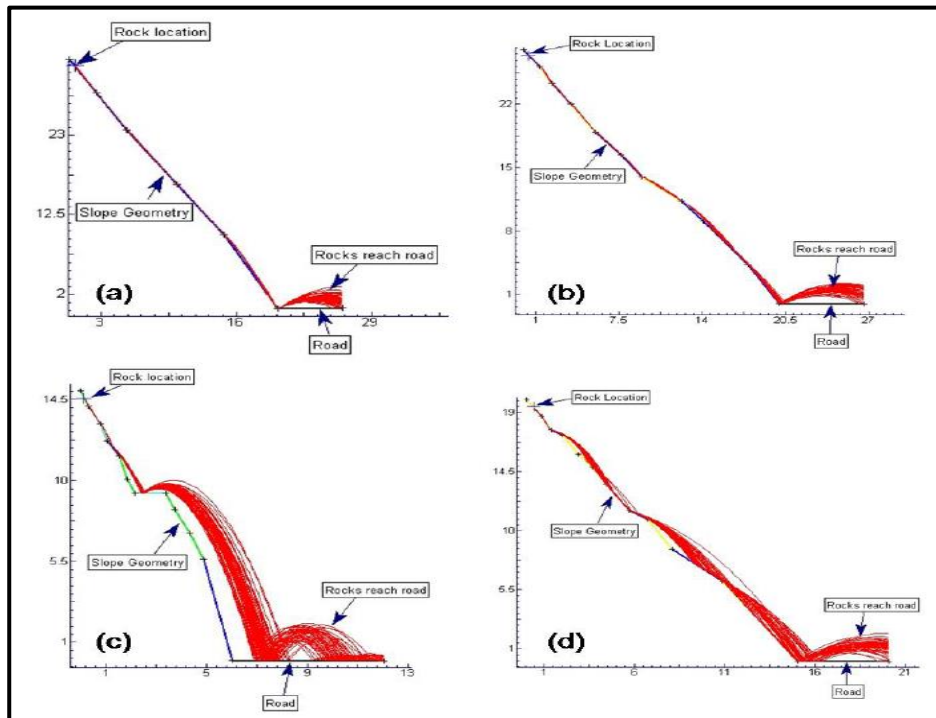 Rock location
23
12.5
2
Slope Geometry
Rocks reach road
(a)
3
16
29
Road
Rock Location
22
15
8
1
Slope Geometry
Rocks reach road
(b)
1
7.5
14
20.5
27
Road
Rock location
14.5
10
5.5
1
Slope Geometry
Rocks reach road
(c)
1
5
9
13
Road
Rock Location
19
14.5
10
5.5
1
Slope Geometry
Rocks reach road
(d)
1
6
11
16
21
Road